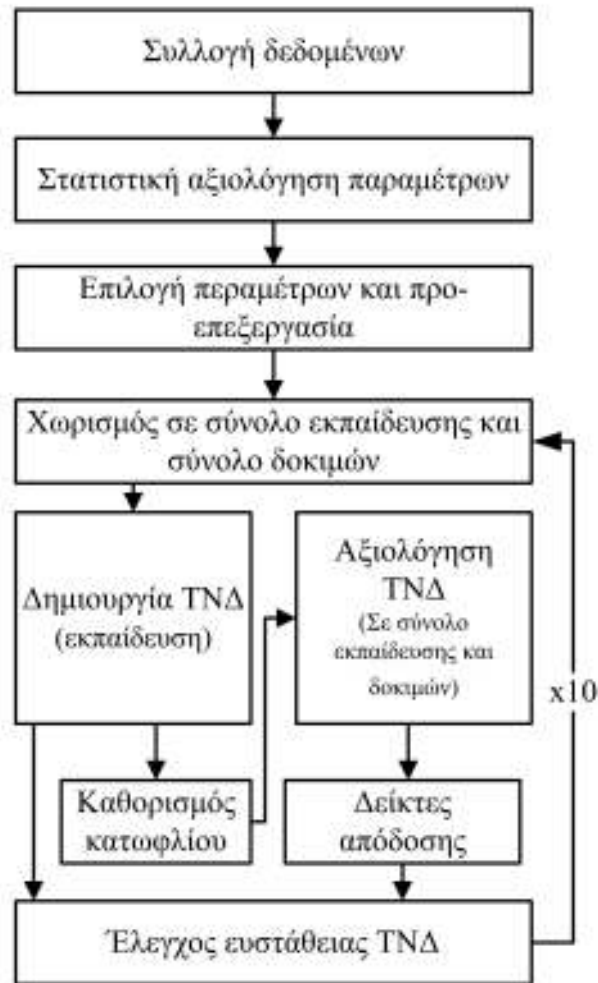 Συλλογή δεδομένων
Στατιστική αξιολόγηση παραμέτρων
Επιλογή περαμέτρων και προ-
επεξεργασία
Χωρισμός σε σύνολο εκπαίδευσης και
σύνολο δοκιμών
Δημιουργία ΤΝΔ
(εκπαίδευση)
Αξιολόγηση
ΤΝΔ
(Σε σύνολο
εκπαίδευσης και
δοκιμών)
x10
Καθορισμός
κατωφλίου
Δείκτες
απόδοσης
Έλεγχος ευστάθειας ΤΝΔ